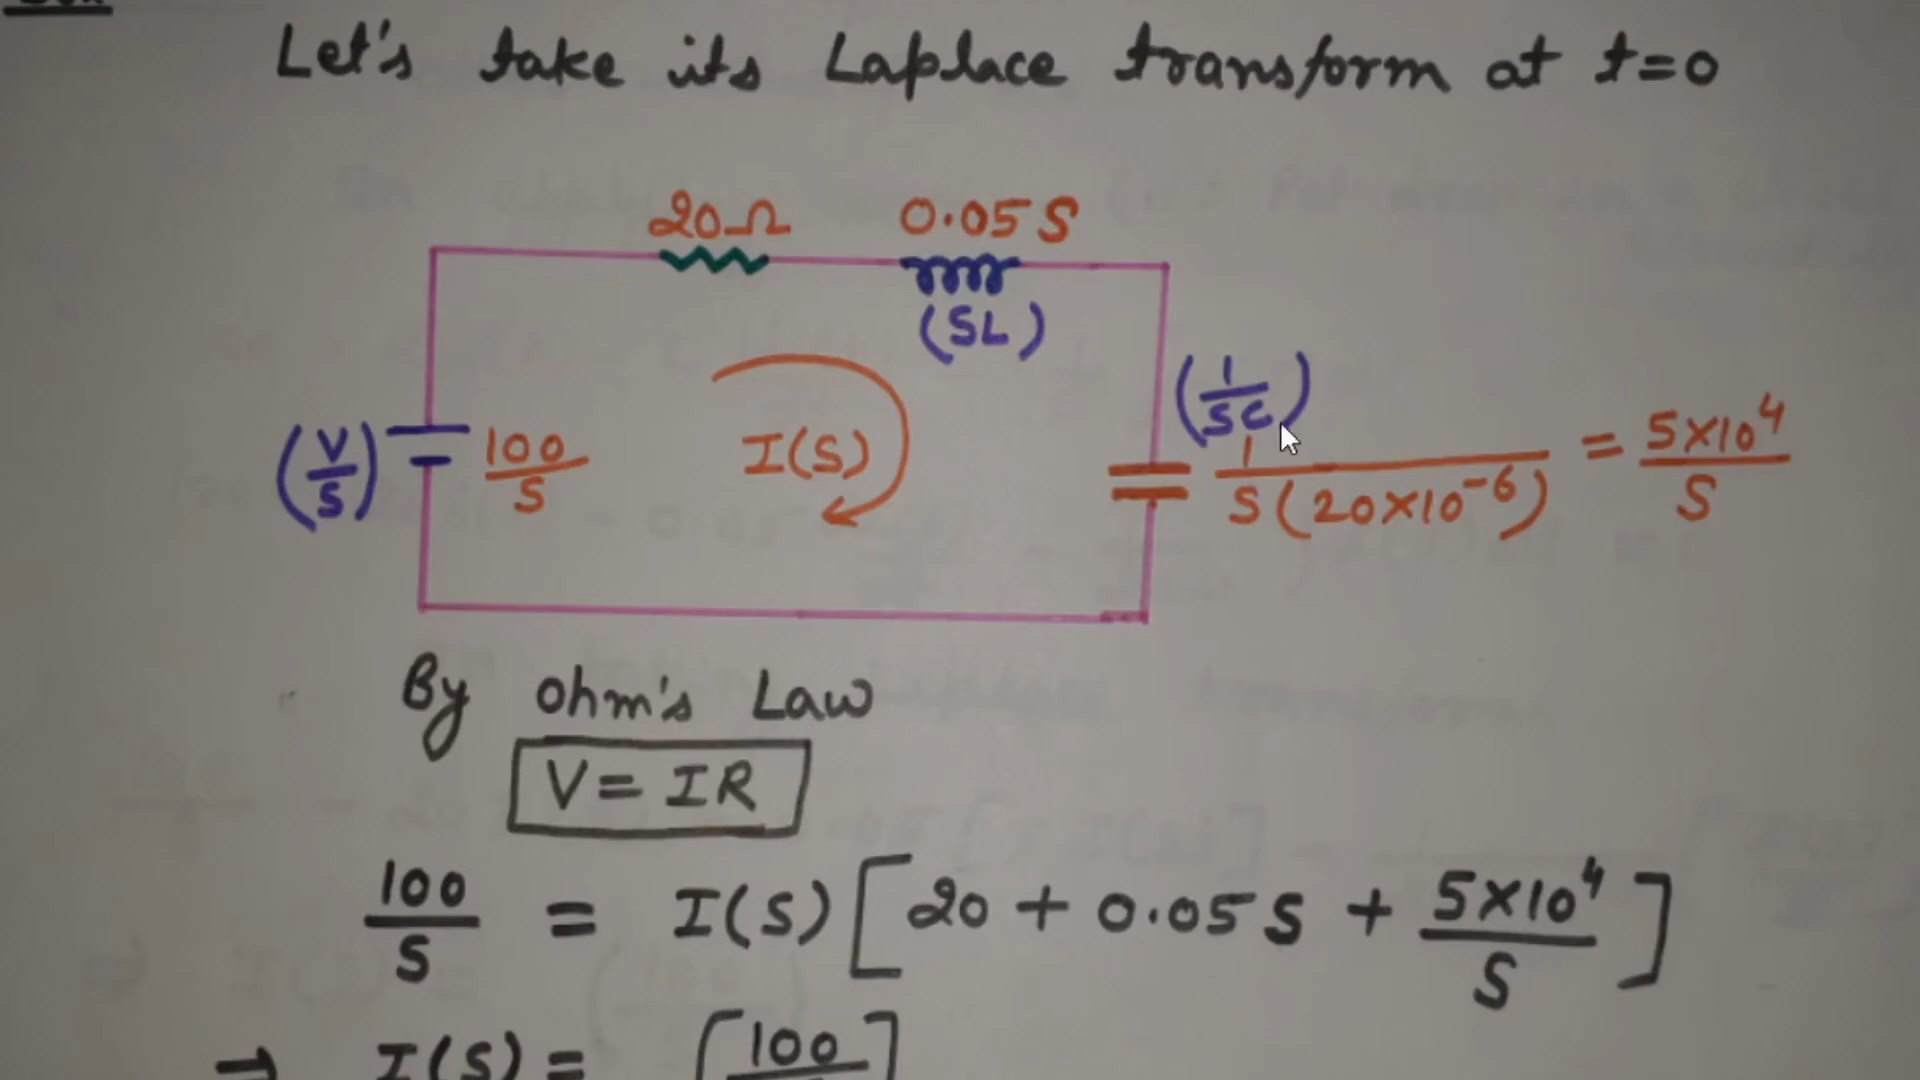 Let's take its Laplace transform at t=0
20Ω 0.05S
(SL)
(1/SC)
(V/S) 100/S I(S) 1/S(20×10⁻⁶) = 5×10⁴/S
By ohm's Law
V = IR
100/S = I(S) [20 + 0.05S + 5×10⁴/S]
⇒ I(S) = [100